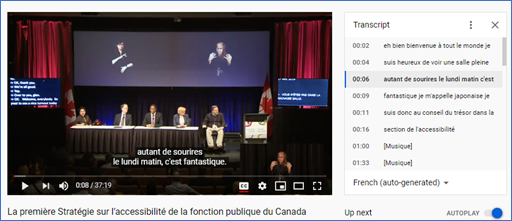 Transcript
00:02 eh bien bienvenue à tout le monde je
00:04 suis heureux de voir une salle pleine
00:06 autant de sourires le lundi matin c'est
00:09 fantastique je m'appelle japonaise je
00:11 suis donc au conseil du trésor dans la
00:16 section de l'accessibilité
01:31 [Musique]
01:33 [Musique]
French (auto-generated)
autant de sourires
le lundi matin, c'est fantastique.
0:08 / 37:19
CC
La première Stratégie sur l'accessibilité de la fonction publique du Canada
Up next
AUTOPLAY